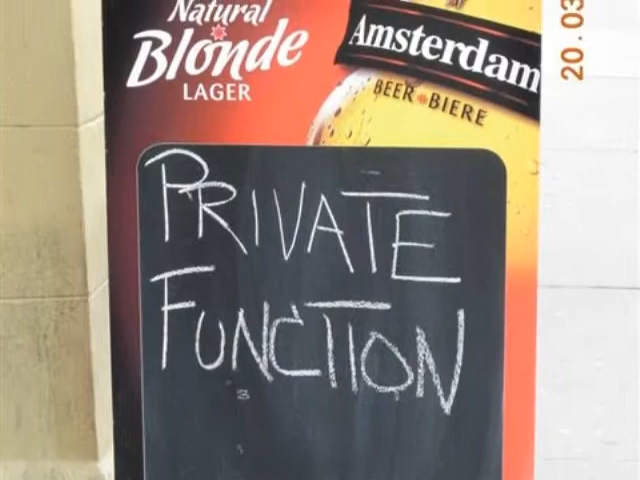 Natural
Blonde
LAGER
Amsterdam
BEER BIERE
20.03
PRIVATE
FUNCTION